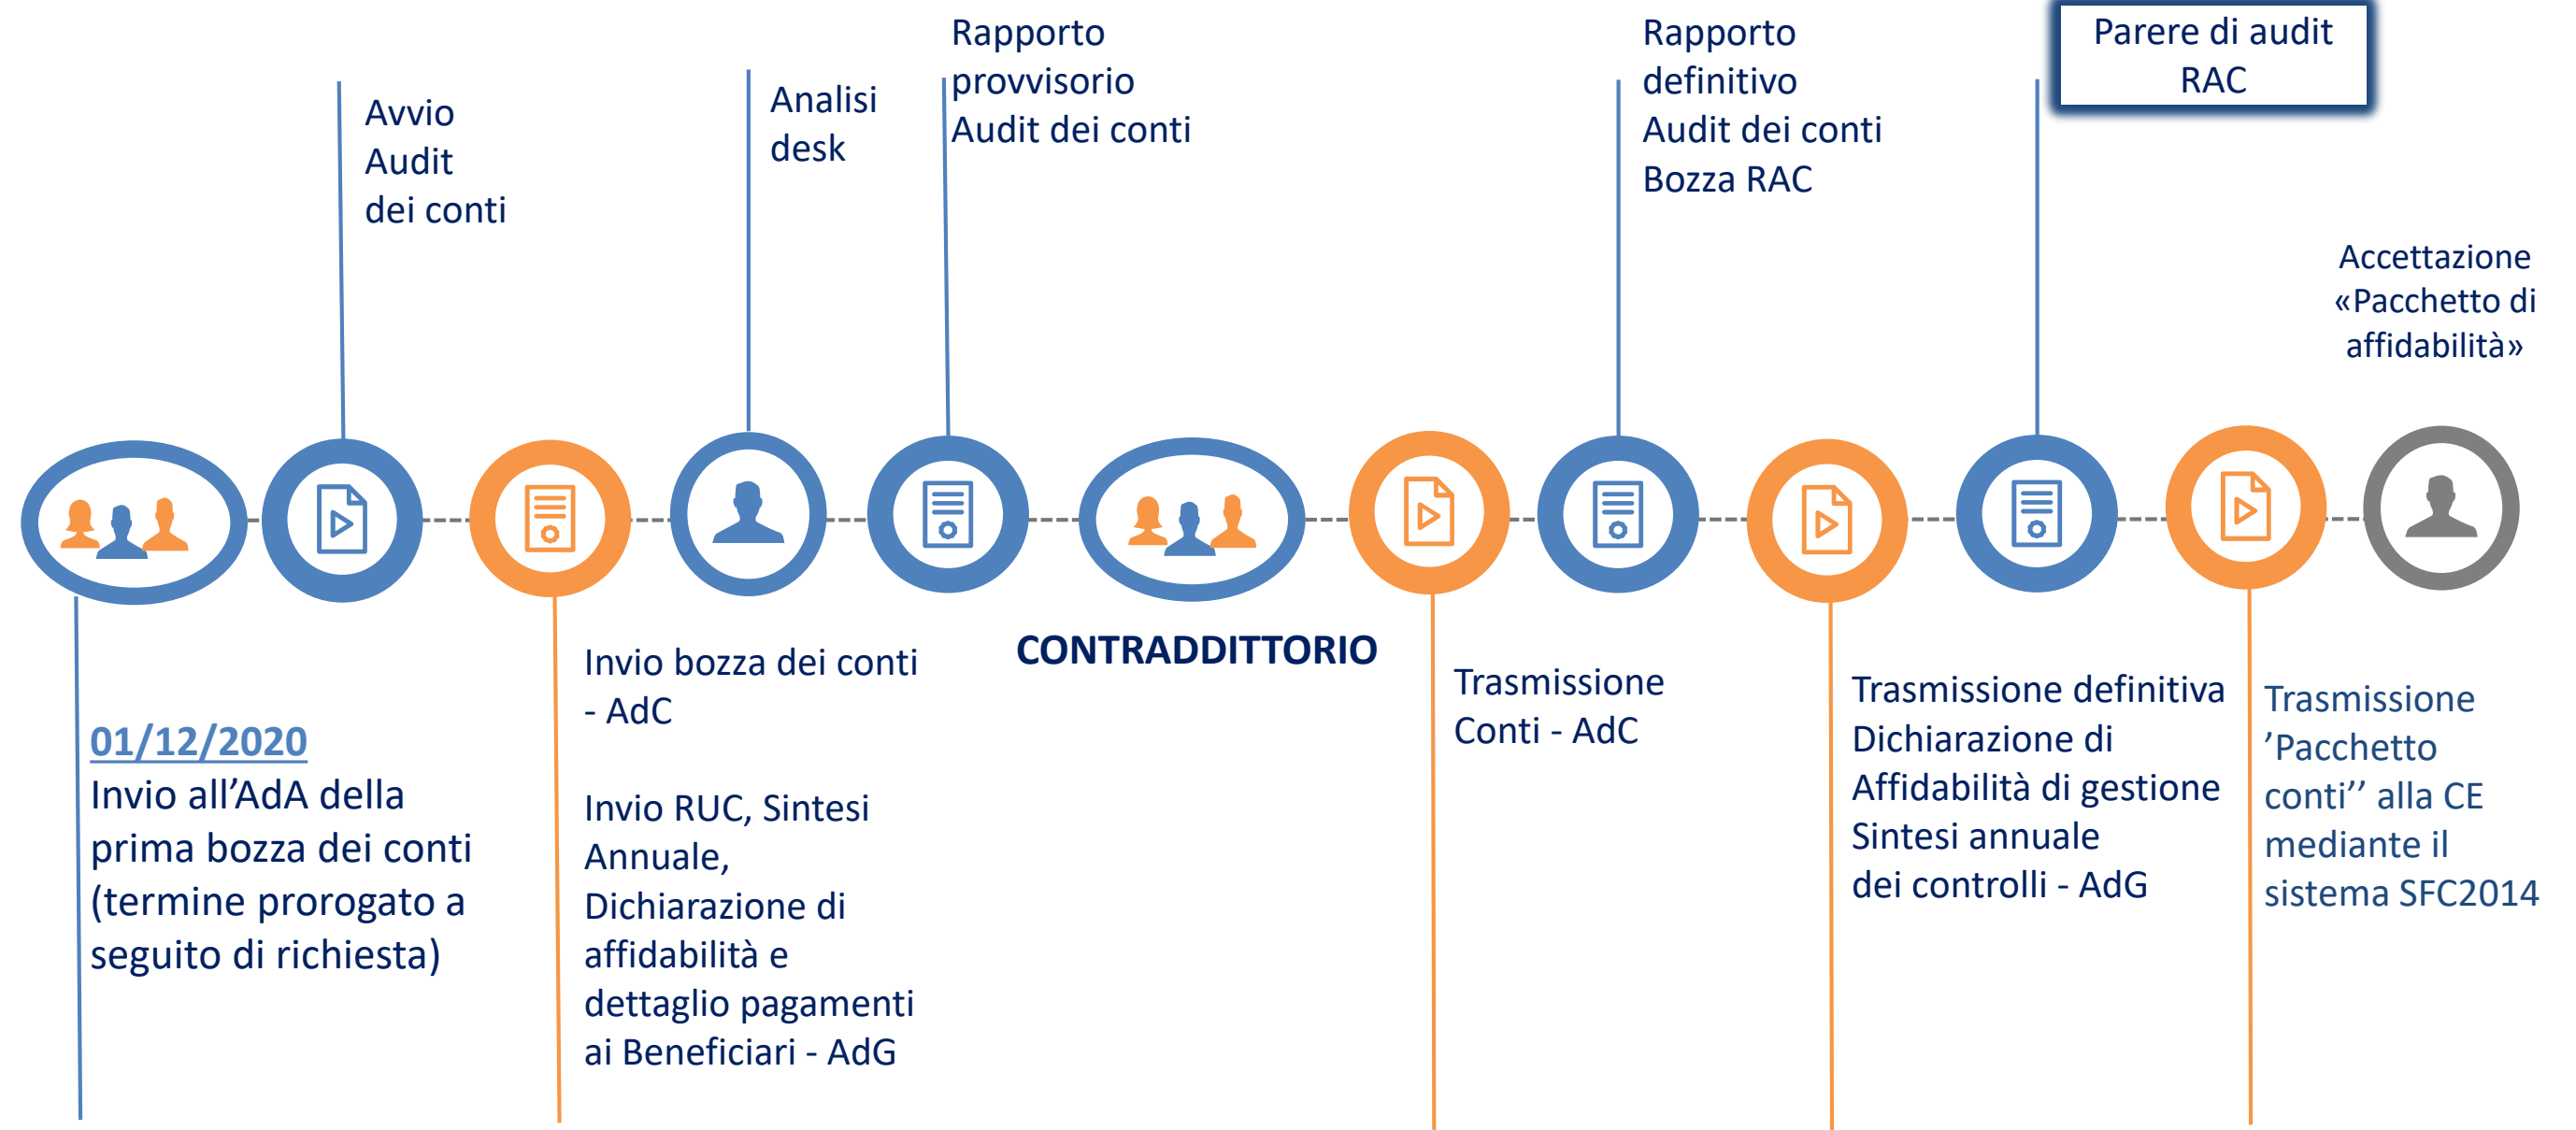 Avvio
Audit
dei conti
Analisi
desk
Rapporto
provvisorio
Audit dei conti
Rapporto
definitivo
Audit dei conti
Bozza RAC
Parere di audit
RAC
Accettazione
«Pacchetto di
affidabilità»
01/12/2020
Invio all’AdA della
prima bozza dei conti
(termine prorogato a
seguito di richiesta)
Invio bozza dei conti
- AdC
Invio RUC, Sintesi
Annuale,
Dichiarazione di
affidabilità e
dettaglio pagamenti
ai Beneficiari - AdG
CONTRADDITTORIO
Trasmissione
Conti - AdC
Trasmissione definitiva
Dichiarazione di
Affidabilità di gestione
Sintesi annuale
dei controlli - AdG
Trasmissione
’Pacchetto
conti’’ alla CE
mediante il
sistema SFC2014